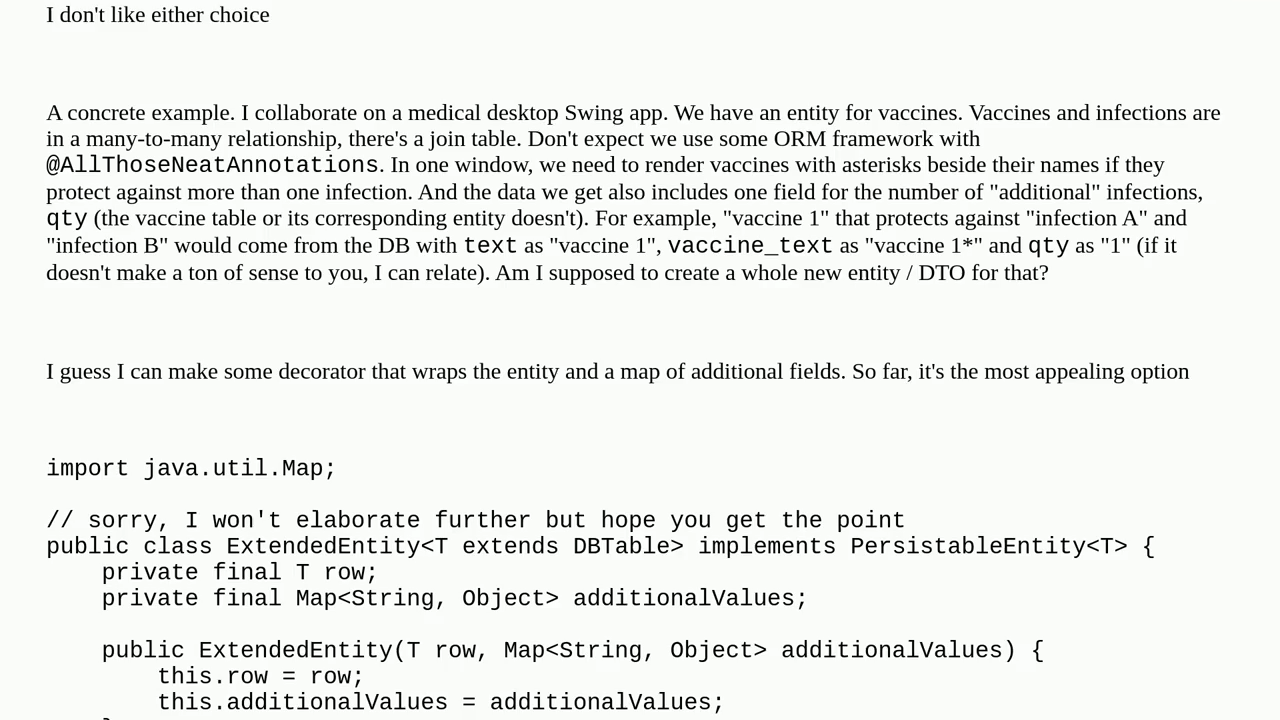 I don't like either choice
A concrete example. I collaborate on a medical desktop Swing app. We have an entity for vaccines. Vaccines and infections are
in a many-to-many relationship, there's a join table. Don't expect we use some ORM framework with
@AllThoseNeatAnnotations. In one window, we need to render vaccines with asterisks beside their names if they
protect against more than one infection. And the data we get also includes one field for the number of "additional" infections,
qty (the vaccine table or its corresponding entity doesn't). For example, "vaccine 1" that protects against "infection A" and
"infection B" would come from the DB with text as "vaccine 1", vaccine_text as "vaccine 1*" and qty as "1" (if it
doesn't make a ton of sense to you, I can relate). Am I supposed to create a whole new entity / DTO for that?
I guess I can make some decorator that wraps the entity and a map of additional fields. So far, it's the most appealing option
import java.util.Map;
// sorry, I won't elaborate further but hope you get the point
public class ExtendedEntity<T extends DBTable> implements PersistableEntity<T> {
    private final T row;
    private final Map<String, Object> additionalValues;
    public ExtendedEntity(T row, Map<String, Object> additionalValues) {
        this.row = row;
        this.additionalValues = additionalValues;